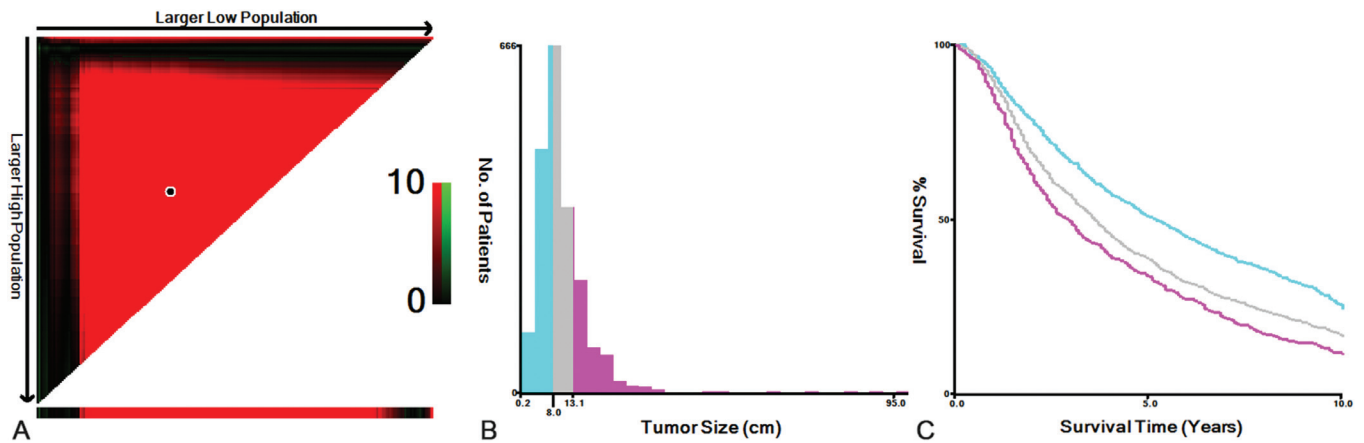 Larger Low Population
Larger High Population
10
0
A
666
0
No. of Patients
0.2
8.0
13.1
95.0
Tumor Size (cm)
B
100
50
0
% Survival
0.0
5.0
10.0
Survival Time (Years)
C